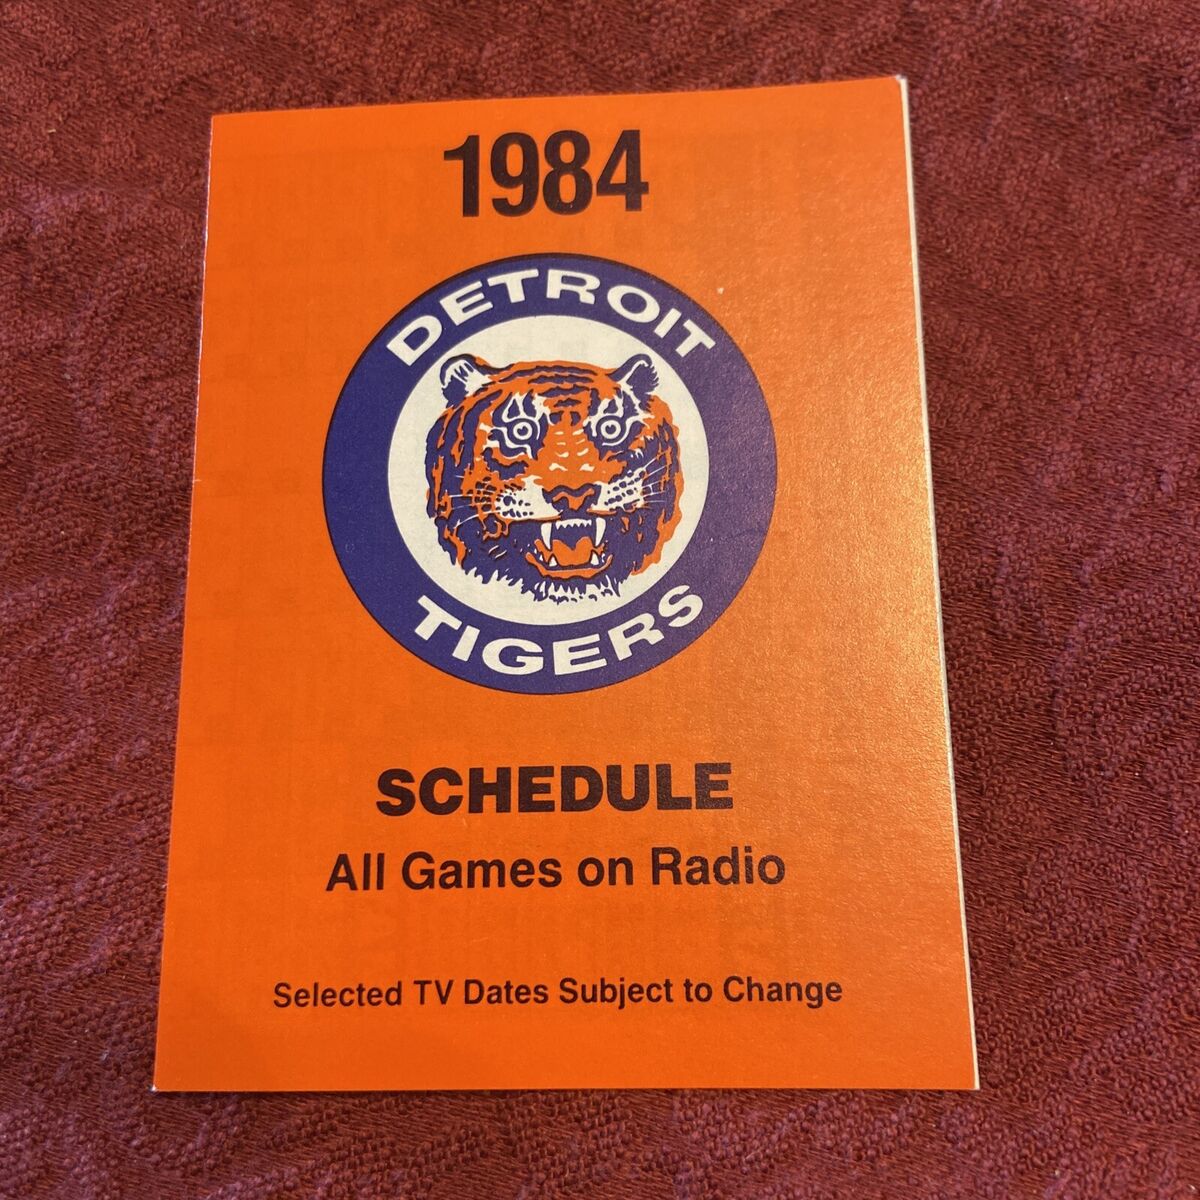 1984
DETROIT
TIGERS
SCHEDULE
All Games on Radio
Selected TV Dates Subject to Change